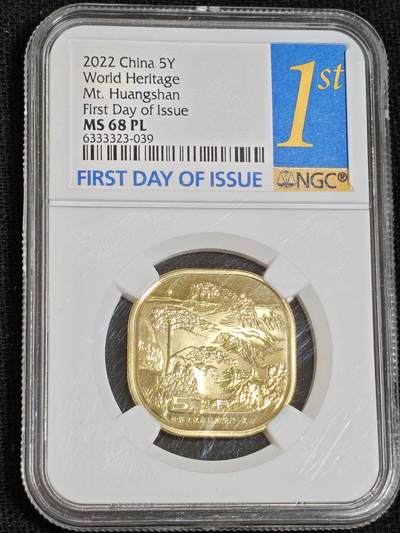 2022 China 5Y
World Heritage
Mt. Huangshan
First Day of Issue
MS 68 PL
6333323-039
FIRST DAY OF ISSUE
1st
NGC®
5